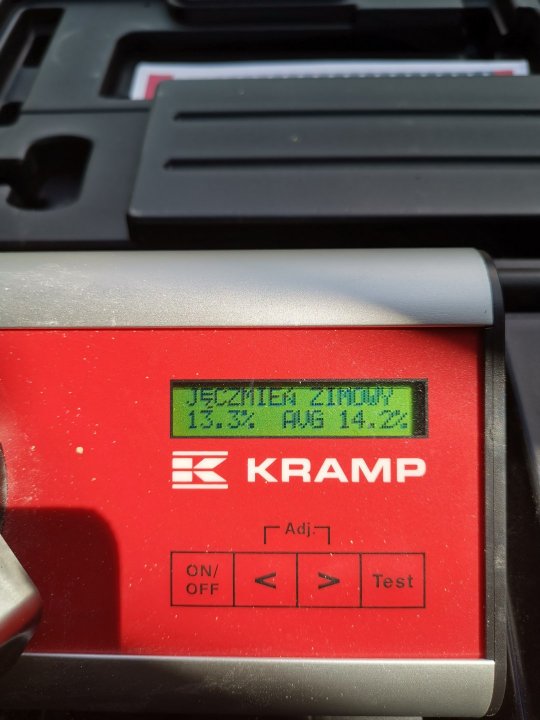 JĘCZMIEŃ ZIMOWY
13.3% AVG 14.2%
KRAMP
Adj.
ON/OFF < > Test